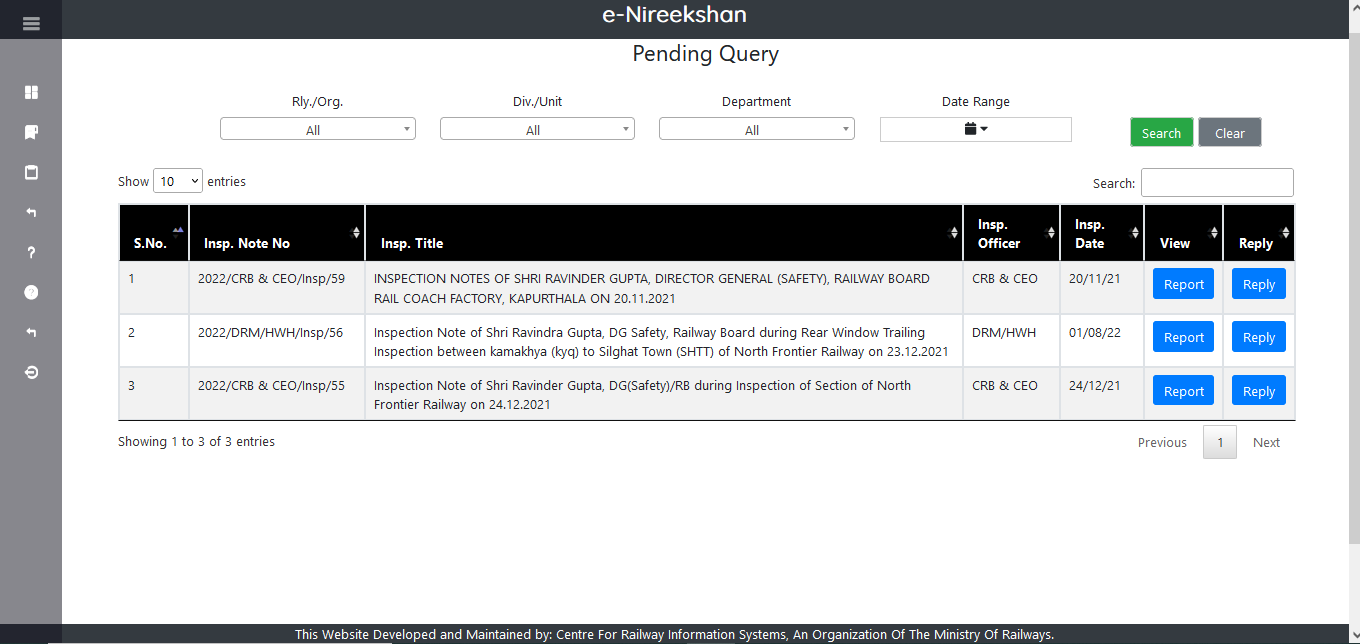 e-Nireekshan
Pending Query
Rly./Org. Div./Unit Department Date Range
All All All Search Clear
Show 10 entries Search:
S.No. Insp. Note No Insp. Title Insp. Officer Insp. Date View Reply
1 2022/CRB & CEO/Insp/59 INSPECTION NOTES OF SHRI RAVINDER GUPTA, DIRECTOR GENERAL (SAFETY), RAILWAY BOARD CRB & CEO 20/11/21 Report Reply
RAIL COACH FACTORY, KAPURTHALA ON 20.11.2021
2 2022/DRM/HWH/Insp/56 Inspection Note of Shri Ravindra Gupta, DG Safety, Railway Board during Rear Window Trailing DRM/HWH 01/08/22 Report Reply
Inspection between kamakhya (kyq) to Silghat Town (SHTT) of North Frontier Railway on 23.12.2021
3 2022/CRB & CEO/Insp/55 Inspection Note of Shri Ravinder Gupta, DG(Safety)/RB during Inspection of Section of North CRB & CEO 24/12/21 Report Reply
Frontier Railway on 24.12.2021
Showing 1 to 3 of 3 entries Previous 1 Next
This Website Developed and Maintained by: Centre For Railway Information Systems, An Organization Of The Ministry Of Railways.